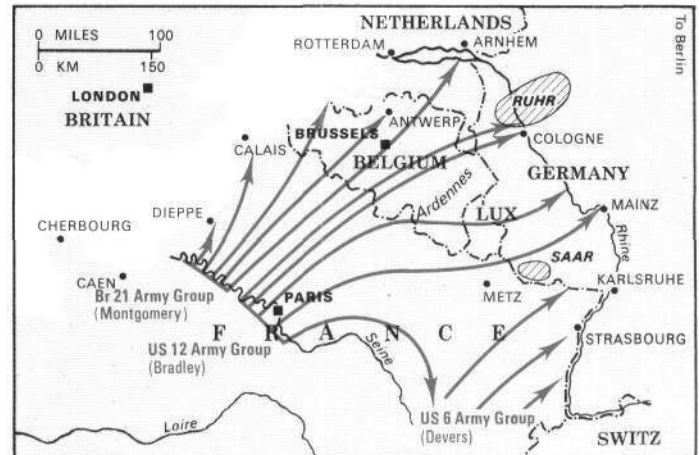 NETHERLANDS
0 MILES 100
0 KM 150
ROTTERDAM
ARNHEM
To Berlin
LONDON
BRITAIN
RUHR
ANTWERP
BRUSSELS
COLOGNE
CALAIS
BELGIUM
GERMANY
Ardennes
DIEPPE
LUX
MAINZ
Rhine
CHERBOURG
SAAR
CAEN
METZ
KARLSRUHE
Br 21 Army Group
(Montgomery)
PARIS
FRANCE
STRASBOURG
Seine
US 12 Army Group
(Bradley)
US 6 Army Group
(Devers)
Loire
SWITZ